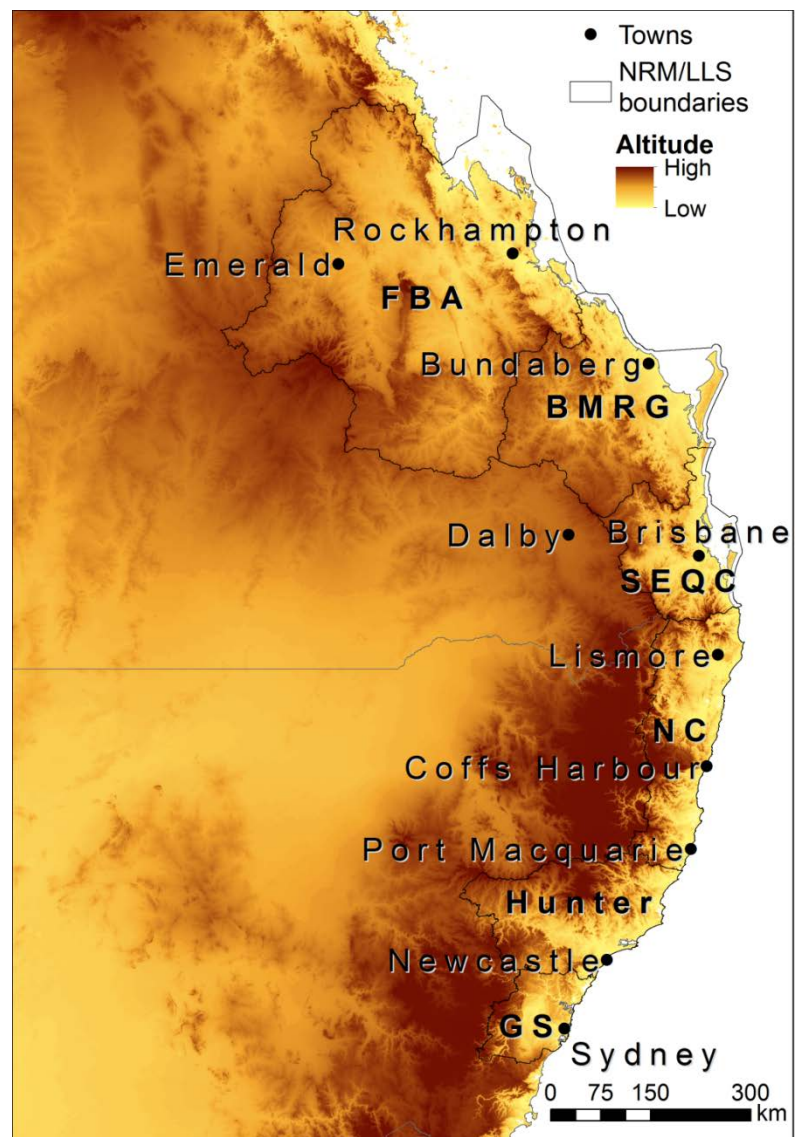 Towns
NRM/LLS
boundaries
Altitude
High
Low
Rockhampton
Emerald
FBA
Bundaberg
BMRG
Dalby
Brisbane
SEQC
Lismore
NC
Coffs Harbour
Port Macquarie
Hunter
Newcastle
GS
Sydney
0 75 150 300
km